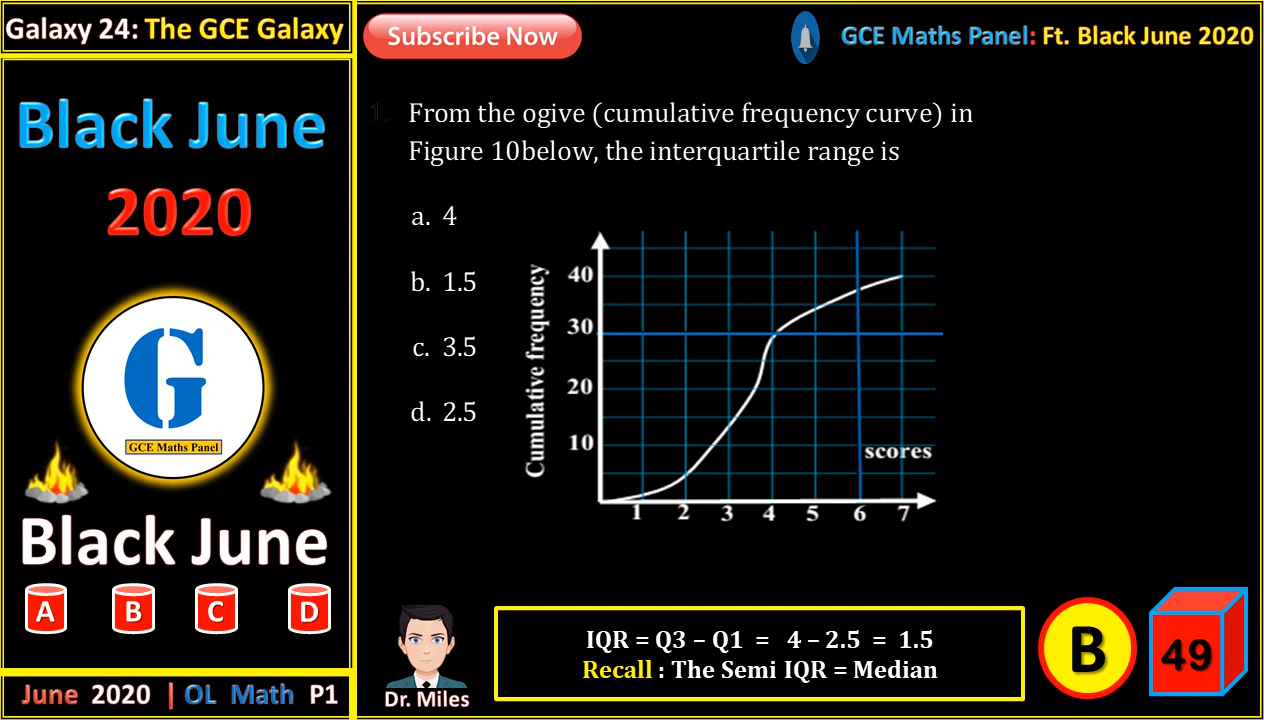 Galaxy 24: The GCE Galaxy
Subscribe Now
GCE Maths Panel: Ft. Black June 2020
Black June
2020
G
GCE Maths Panel
Black June
A B C D
June 2020 | OL Math P1
1. From the ogive (cumulative frequency curve) in
Figure 10below, the interquartile range is
a. 4
b. 1.5
c. 3.5
d. 2.5
Cumulative frequency
40
30
20
10
scores
1 2 3 4 5 6 7
Dr. Miles
IQR = Q3 – Q1 = 4 – 2.5 = 1.5
Recall : The Semi IQR = Median
B
49